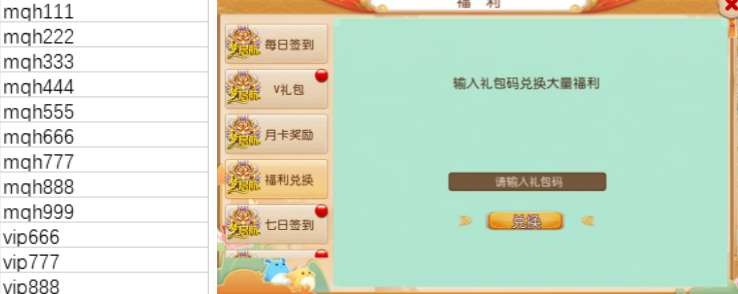 mqh111
mqh222
mqh333
mqh444
mqh555
mqh666
mqh777
mqh888
mqh999
vip666
vip777
vip888
福 利
每日签到
V礼包
月卡奖励
福利兑换
七日签到
输入礼包码兑换大量福利
请输入礼包码
兑换